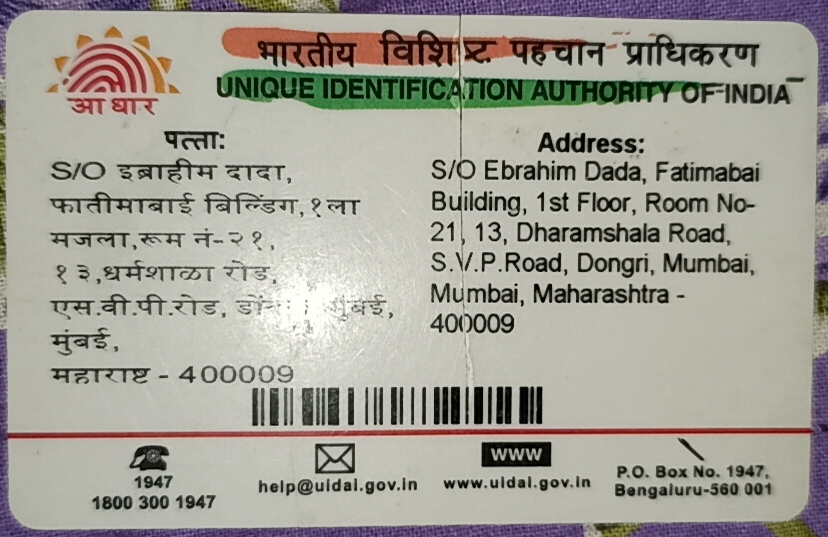 भारतीय विशिष्ट पहचान प्राधिकरण
UNIQUE IDENTIFICATION AUTHORITY OF INDIA
आधार
पत्ता:
S/O इब्राहीम दादा,
फातीमाबाई बिल्डिंग,१ला
मजला,रूम नं-२१,
१३,धर्मशाळा रोड,
एस.वी.पी.रोड, मुंबई,
मुंबई,
महाराष्ट - 400009
Address:
S/O Ebrahim Dada, Fatimabai
Building, 1st Floor, Room No-
21, 13, Dharamshala Road,
S.V.P.Road, Dongri, Mumbai,
Mumbai, Maharashtra -
400009
1947
1800 300 1947
help@uidai.gov.in
www
www.uidai.gov.in
P.O. Box No. 1947,
Bengaluru-560 001